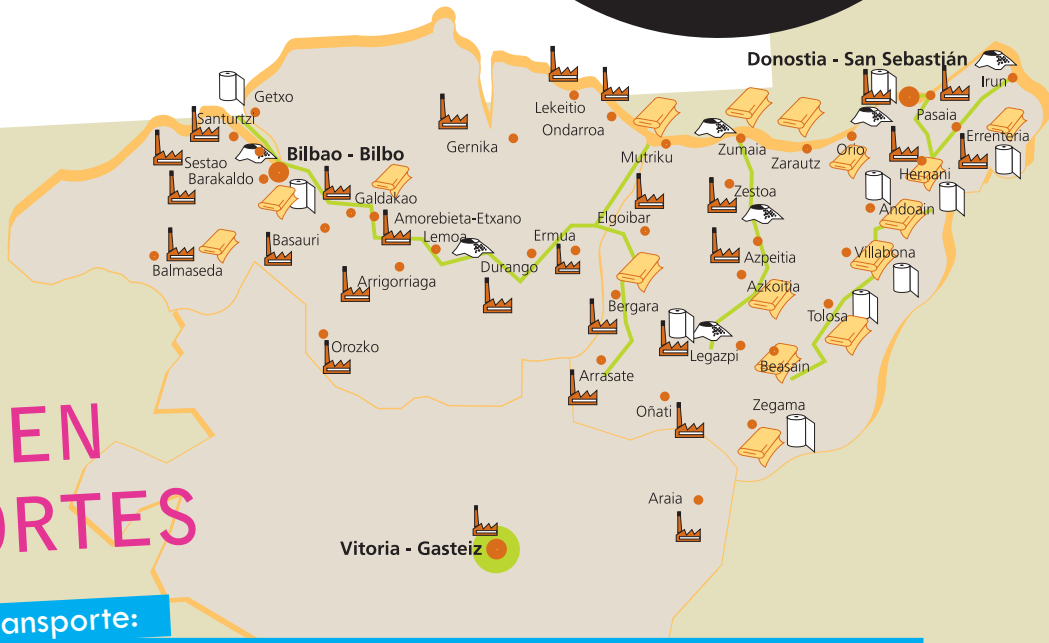 Donostia - San Sebastián
Irun
Getxo
Lekeitio
Pasaia
Santurtzi
Ondarroa
Errenteria
Gernika
Mutriku
Zumaia
Orio
Zarautz
Sestao
Bilbao - Bilbo
Hernani
Barakaldo
Zestoa
Galdakao
Andoain
Amorebieta-Etxano
Elgoibar
Basauri
Lemoa
Ermua
Balmaseda
Durango
Azpeitia
Villabona
Arrigorriaga
Azkoitia
Bergara
Tolosa
Orozko
Legazpi
Beasain
Arrasate
Oñati
Zegama
EN
ORTES
Araia
Vitoria - Gasteiz
ansporte: